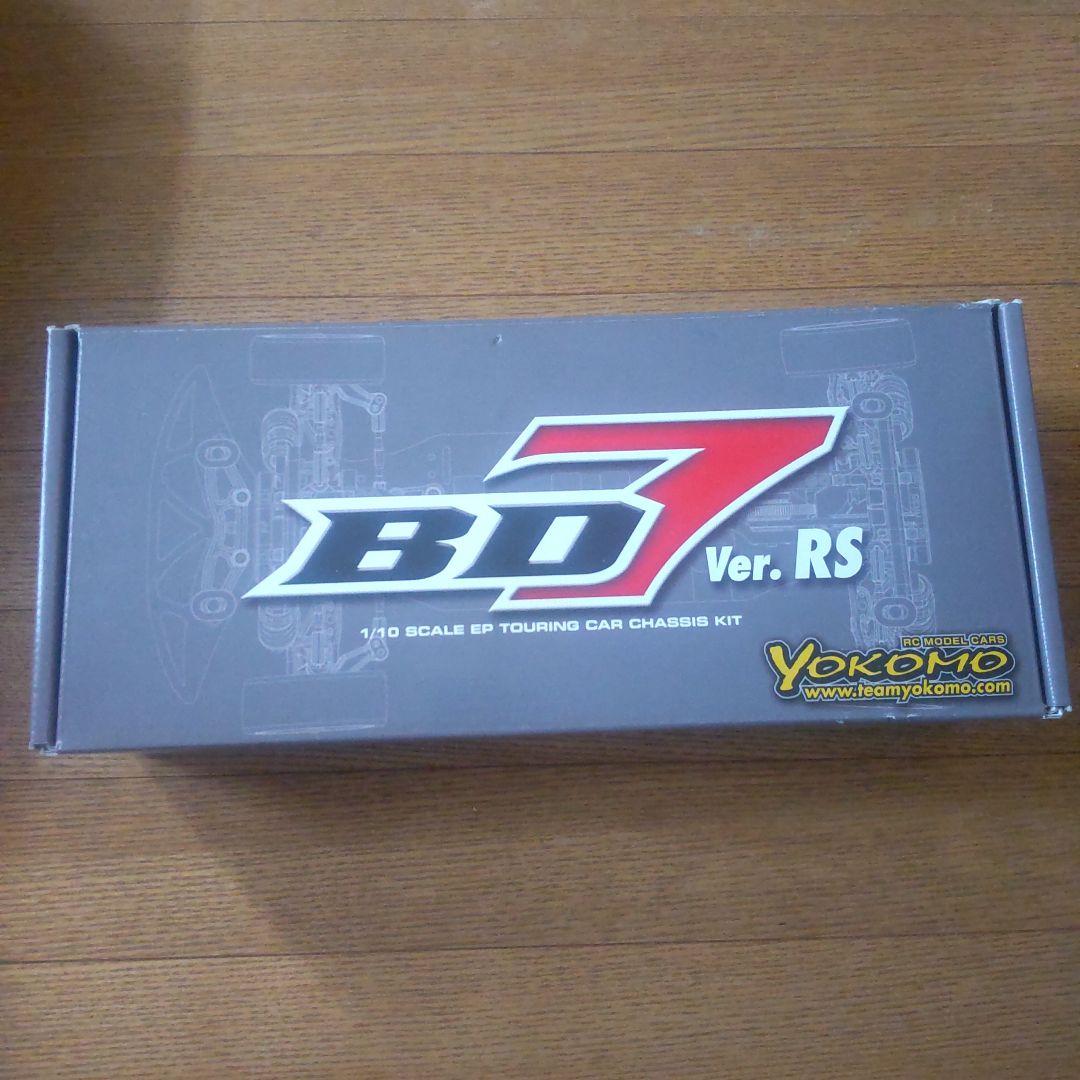 BD7
Ver. RS
1/10 SCALE EP TOURING CAR CHASSIS KIT
RC MODEL CARS
YOKOMO
www.teamyokomo.com